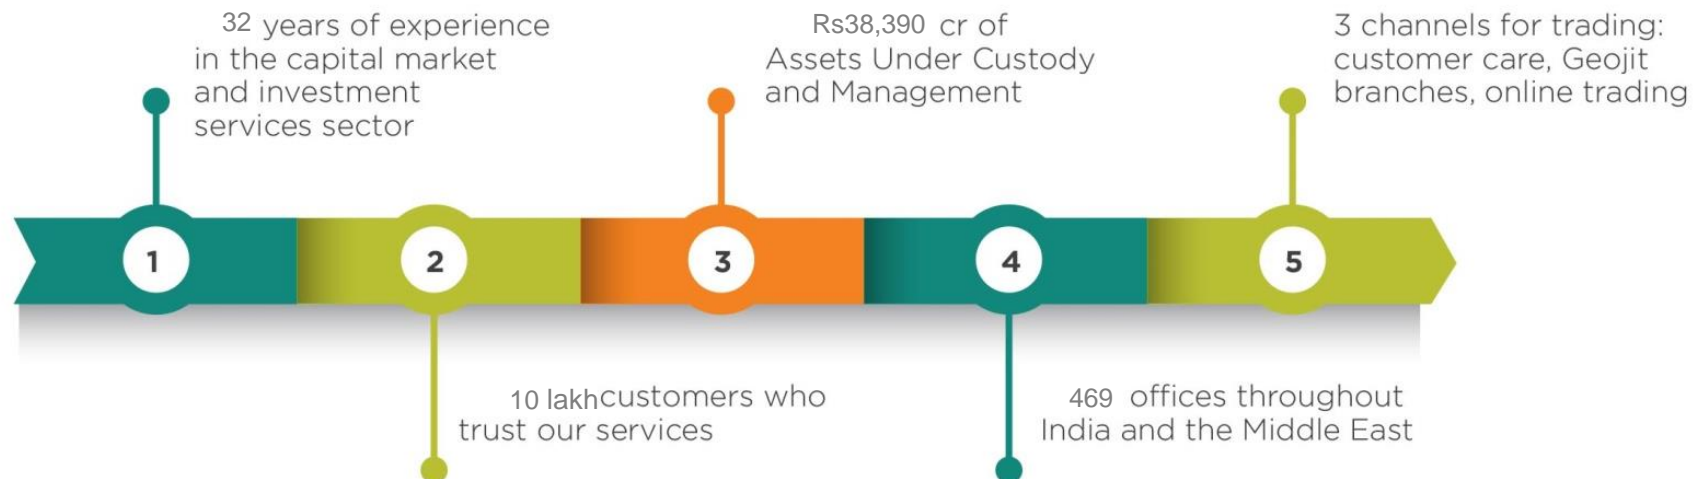 32 years of experience
in the capital market
and investment
services sector
Rs38,390 cr of
Assets Under Custody
and Management
3 channels for trading:
customer care, Geojit
branches, online trading
1
2
3
4
5
10 lakhcustomers who
trust our services
469 offices throughout
India and the Middle East